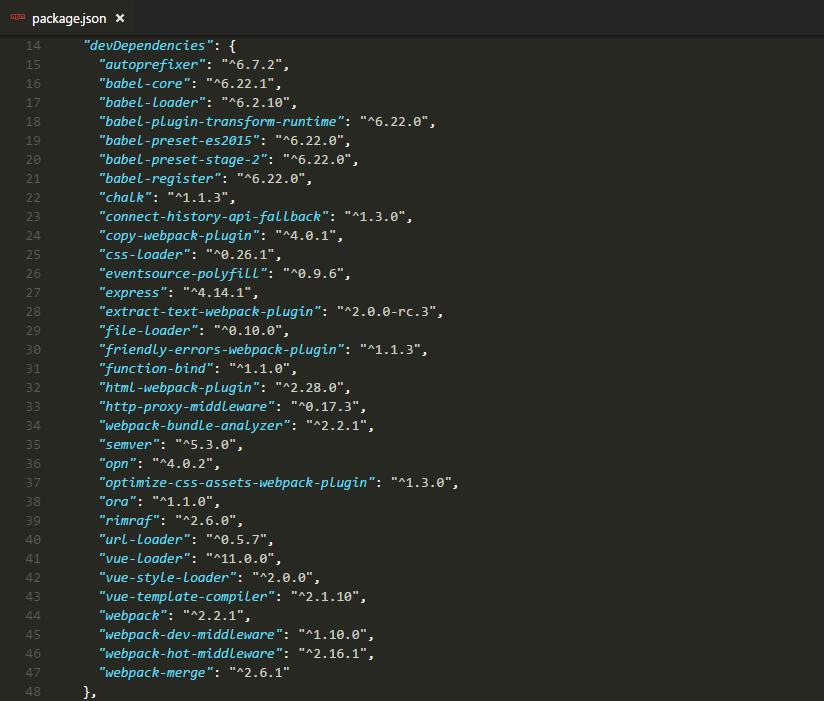 npm package.json ×
14 "devDependencies": {
15 "autoprefixer": "^6.7.2",
16 "babel-core": "^6.22.1",
17 "babel-loader": "^6.2.10",
18 "babel-plugin-transform-runtime": "^6.22.0",
19 "babel-preset-es2015": "^6.22.0",
20 "babel-preset-stage-2": "^6.22.0",
21 "babel-register": "^6.22.0",
22 "chalk": "^1.1.3",
23 "connect-history-api-fallback": "^1.3.0",
24 "copy-webpack-plugin": "^4.0.1",
25 "css-loader": "^0.26.1",
26 "eventsource-polyfill": "^0.9.6",
27 "express": "^4.14.1",
28 "extract-text-webpack-plugin": "^2.0.0-rc.3",
29 "file-loader": "^0.10.0",
30 "friendly-errors-webpack-plugin": "^1.1.3",
31 "function-bind": "^1.1.0",
32 "html-webpack-plugin": "^2.28.0",
33 "http-proxy-middleware": "^0.17.3",
34 "webpack-bundle-analyzer": "^2.2.1",
35 "semver": "^5.3.0",
36 "opn": "^4.0.2",
37 "optimize-css-assets-webpack-plugin": "^1.3.0",
38 "ora": "^1.1.0",
39 "rimraf": "^2.6.0",
40 "url-loader": "^0.5.7",
41 "vue-loader": "^11.0.0",
42 "vue-style-loader": "^2.0.0",
43 "vue-template-compiler": "^2.1.10",
44 "webpack": "^2.2.1",
45 "webpack-dev-middleware": "^1.10.0",
46 "webpack-hot-middleware": "^2.16.1",
47 "webpack-merge": "^2.6.1"
48 },